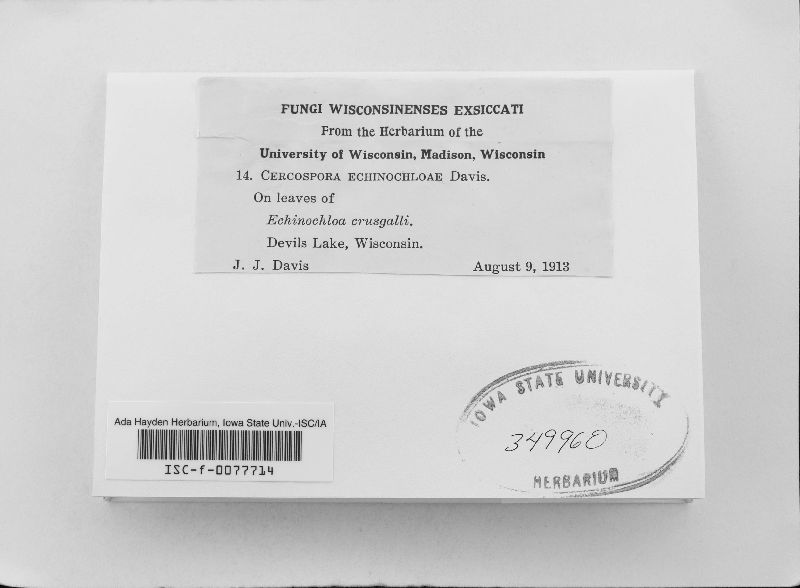 FUNGI WISCONSINENSES EXSICCATI
From the Herbarium of the
University of Wisconsin, Madison, Wisconsin
14. CERCOSPORA ECHINOCHLOAE Davis.
On leaves of
Echinochloa crusgalli.
Devils Lake, Wisconsin.
J. J. Davis August 9, 1913
Ada Hayden Herbarium, Iowa State Univ.-ISC/IA
ISC-f-0077714
IOWA STATE UNIVERSITY
349960
HERBARIUM